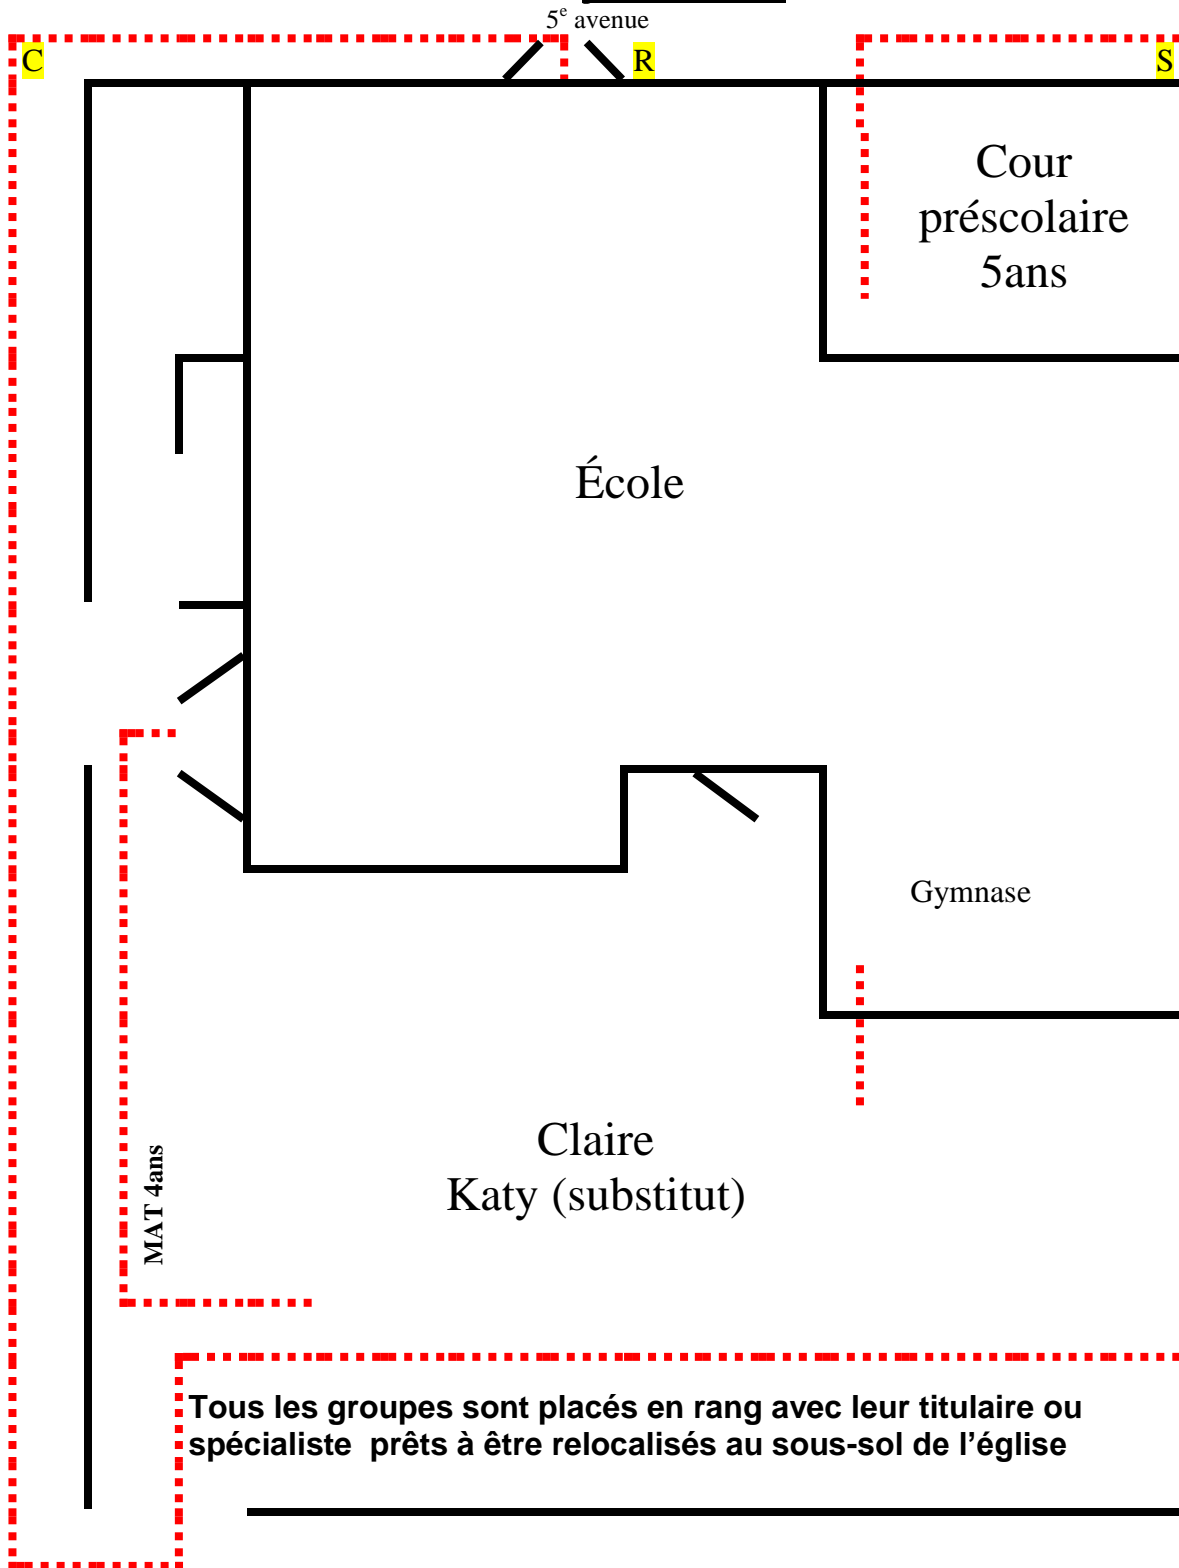 5e avenue
C
R
S
Cour
préscolaire
5ans
École
Gymnase
Claire
Katy (substitut)
MAT 4ans
Tous les groupes sont placés en rang avec leur titulaire ou
spécialiste prêts à être relocalisés au sous-sol de l’église